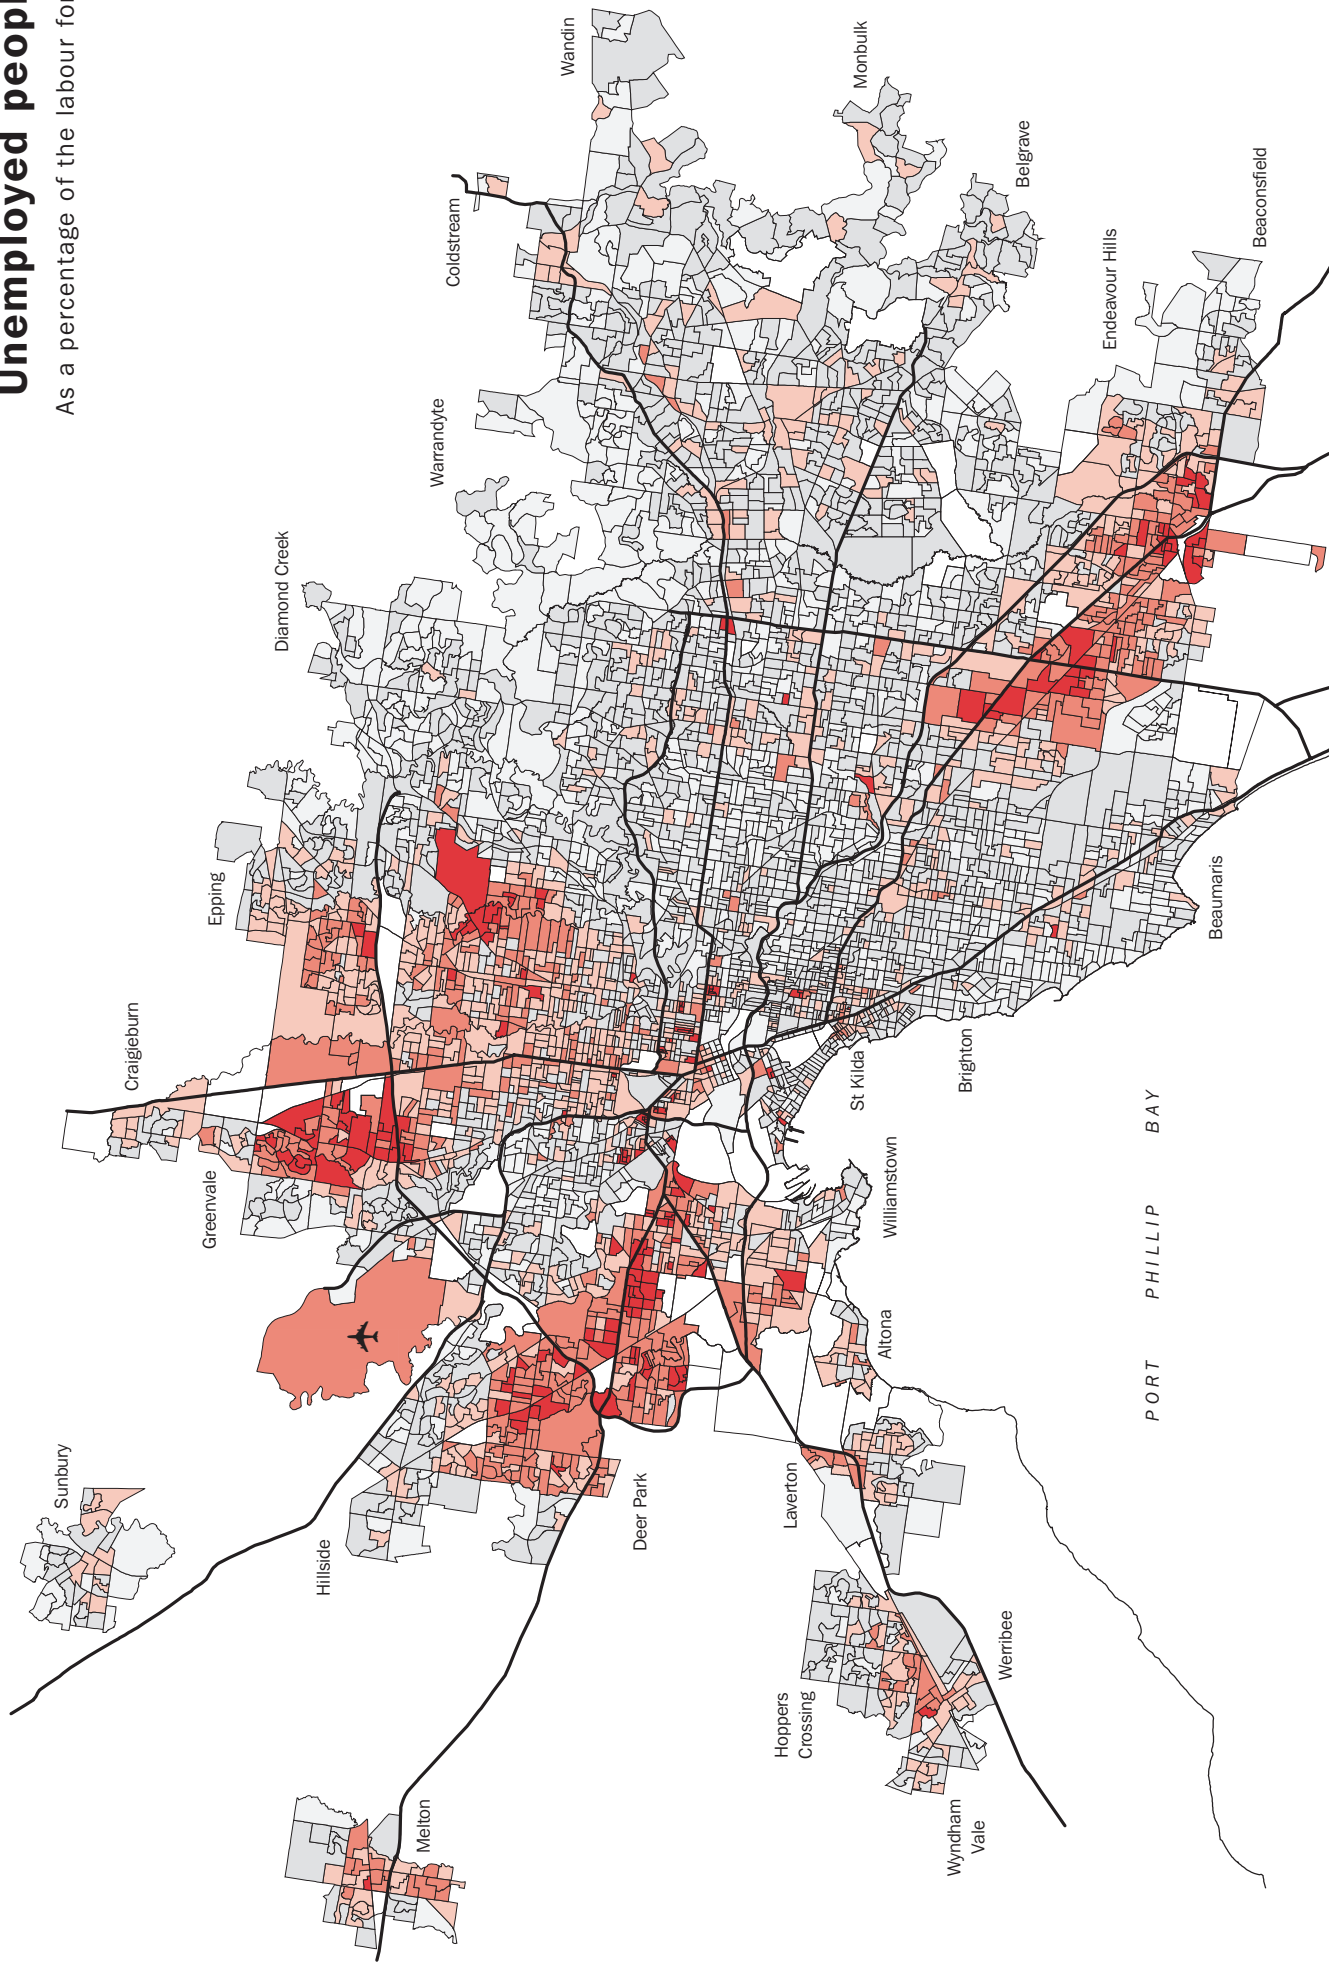 Unemployed peopl
As a percentage of the labour for
Wandin
Monbulk
Belgrave
Beaconsfield
Coldstream
Endeavour Hills
Warrandyte
Diamond Creek
Epping
Beaumaris
Craigieburn
Brighton
St Kilda
Greenvale
Williamstown
PORT PHILLIP BAY
Altona
Sunbury
Hillside
Deer Park
Laverton
Hoppers
Crossing
Werribee
Melton
Wyndham
Vale